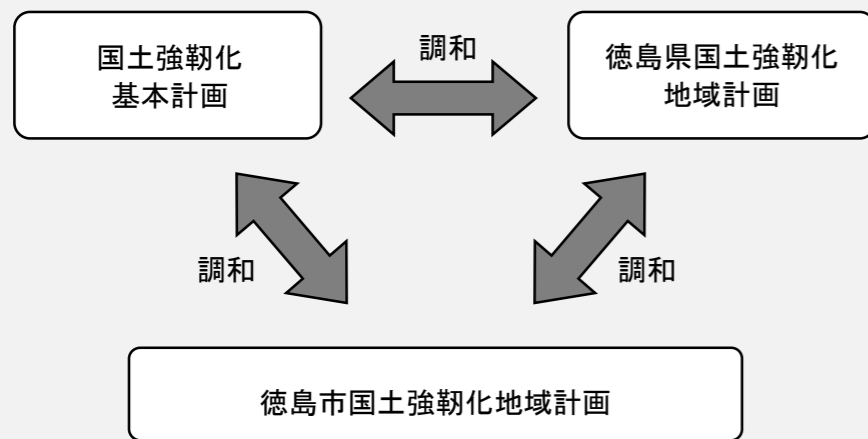 国土強靭化
基本計画
調和
徳島県国土強靭化
地域計画
調和
調和
徳島市国土強靭化地域計画